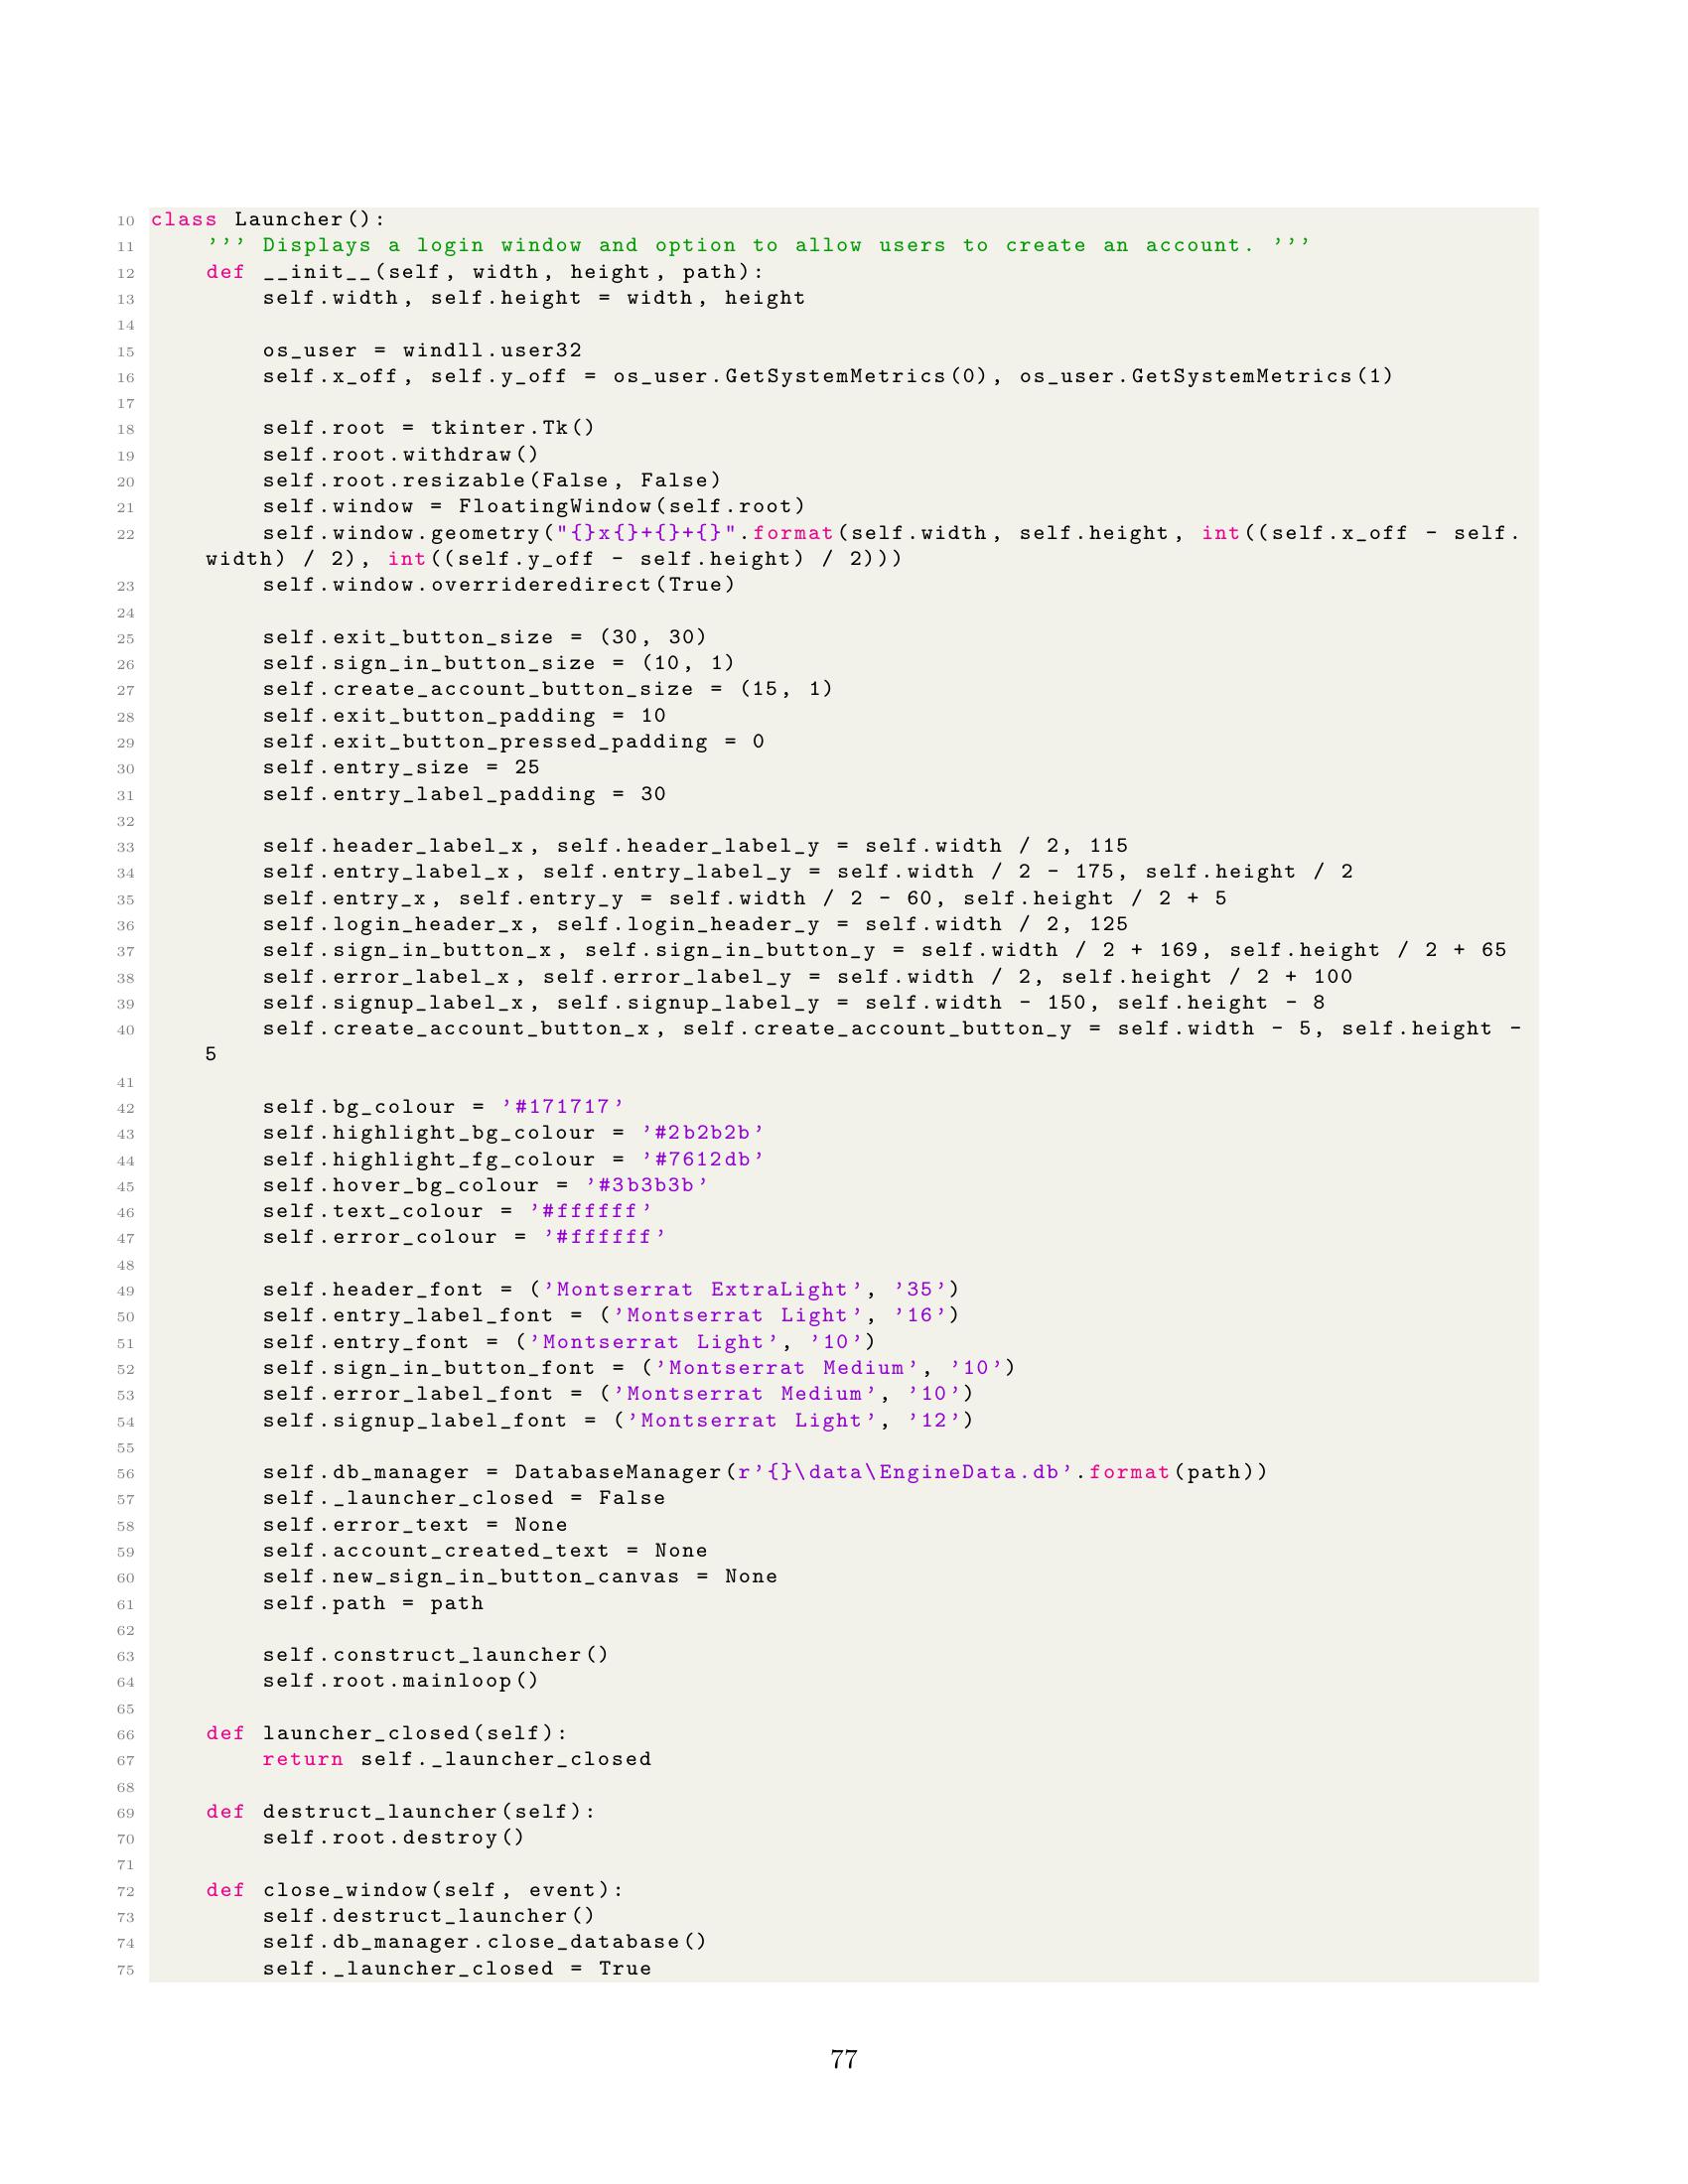 10 class Launcher():
11     ''' Displays a login window and option to allow users to create an account. '''
12     def __init__(self, width, height, path):
13         self.width, self.height = width, height
14
15         os_user = windll.user32
16         self.x_off, self.y_off = os_user.GetSystemMetrics(0), os_user.GetSystemMetrics(1)
17
18         self.root = tkinter.Tk()
19         self.root.withdraw()
20         self.root.resizable(False, False)
21         self.window = FloatingWindow(self.root)
22         self.window.geometry("{}x{}+{}+{}".format(self.width, self.height, int((self.x_off - self.
    width) / 2), int((self.y_off - self.height) / 2)))
23         self.window.overrideredirect(True)
24
25         self.exit_button_size = (30, 30)
26         self.sign_in_button_size = (10, 1)
27         self.create_account_button_size = (15, 1)
28         self.exit_button_padding = 10
29         self.exit_button_pressed_padding = 0
30         self.entry_size = 25
31         self.entry_label_padding = 30
32
33         self.header_label_x, self.header_label_y = self.width / 2, 115
34         self.entry_label_x, self.entry_label_y = self.width / 2 - 175, self.height / 2
35         self.entry_x, self.entry_y = self.width / 2 - 60, self.height / 2 + 5
36         self.login_header_x, self.login_header_y = self.width / 2, 125
37         self.sign_in_button_x, self.sign_in_button_y = self.width / 2 + 169, self.height / 2 + 65
38         self.error_label_x, self.error_label_y = self.width / 2, self.height / 2 + 100
39         self.signup_label_x, self.signup_label_y = self.width - 150, self.height - 8
40         self.create_account_button_x, self.create_account_button_y = self.width - 5, self.height -
    5
41
42         self.bg_colour = '#171717'
43         self.highlight_bg_colour = '#2b2b2b'
44         self.highlight_fg_colour = '#7612db'
45         self.hover_bg_colour = '#3b3b3b'
46         self.text_colour = '#ffffff'
47         self.error_colour = '#ffffff'
48
49         self.header_font = ('Montserrat ExtraLight', '35')
50         self.entry_label_font = ('Montserrat Light', '16')
51         self.entry_font = ('Montserrat Light', '10')
52         self.sign_in_button_font = ('Montserrat Medium', '10')
53         self.error_label_font = ('Montserrat Medium', '10')
54         self.signup_label_font = ('Montserrat Light', '12')
55
56         self.db_manager = DatabaseManager(r'{}\data\EngineData.db'.format(path))
57         self._launcher_closed = False
58         self.error_text = None
59         self.account_created_text = None
60         self.new_sign_in_button_canvas = None
61         self.path = path
62
63         self.construct_launcher()
64         self.root.mainloop()
65
66     def launcher_closed(self):
67         return self._launcher_closed
68
69     def destruct_launcher(self):
70         self.root.destroy()
71
72     def close_window(self, event):
73         self.destruct_launcher()
74         self.db_manager.close_database()
75         self._launcher_closed = True
77